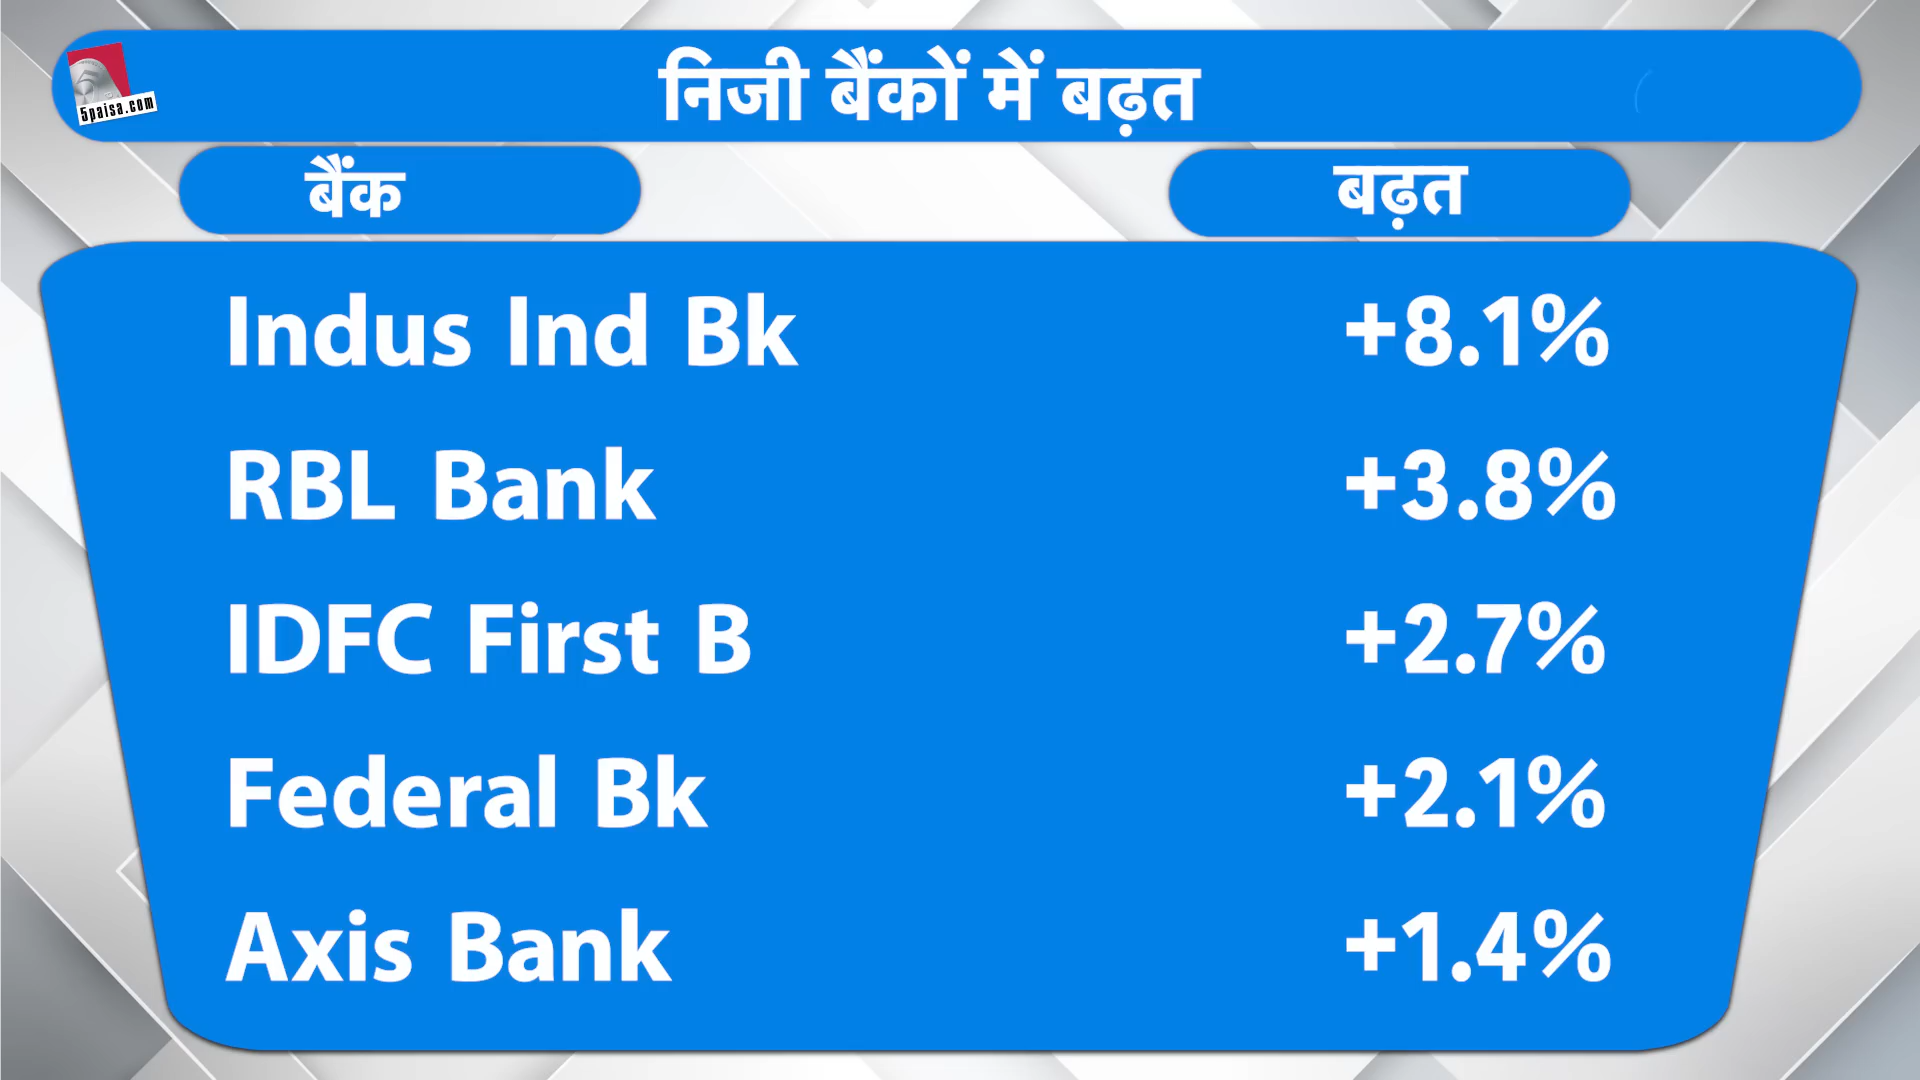 5paisa.com
निजी बैंकों में बढ़त
बैंक बढ़त
Indus Ind Bk +8.1%
RBL Bank +3.8%
IDFC First B +2.7%
Federal Bk +2.1%
Axis Bank +1.4%